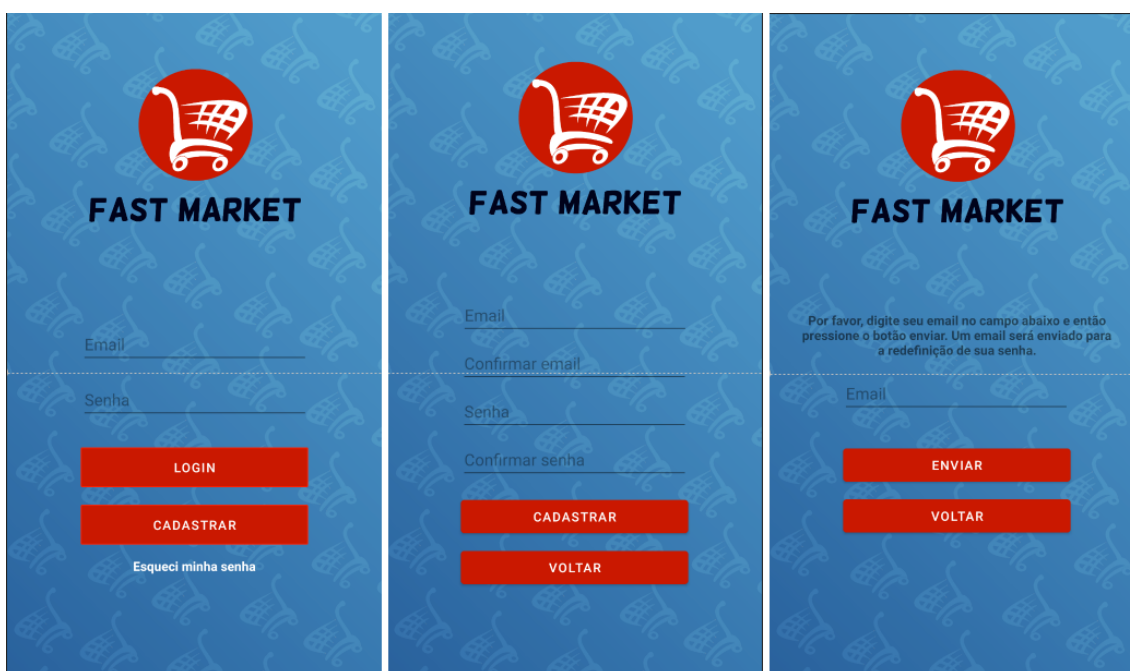 FAST MARKET
Email
Senha
LOGIN
CADASTRAR
Esqueci minha senha
FAST MARKET
Email
Confirmar email
Senha
Confirmar senha
CADASTRAR
VOLTAR
FAST MARKET
Por favor, digite seu email no campo abaixo e então
pressione o botão enviar. Um email será enviado para
a redefinição de sua senha.
Email
ENVIAR
VOLTAR